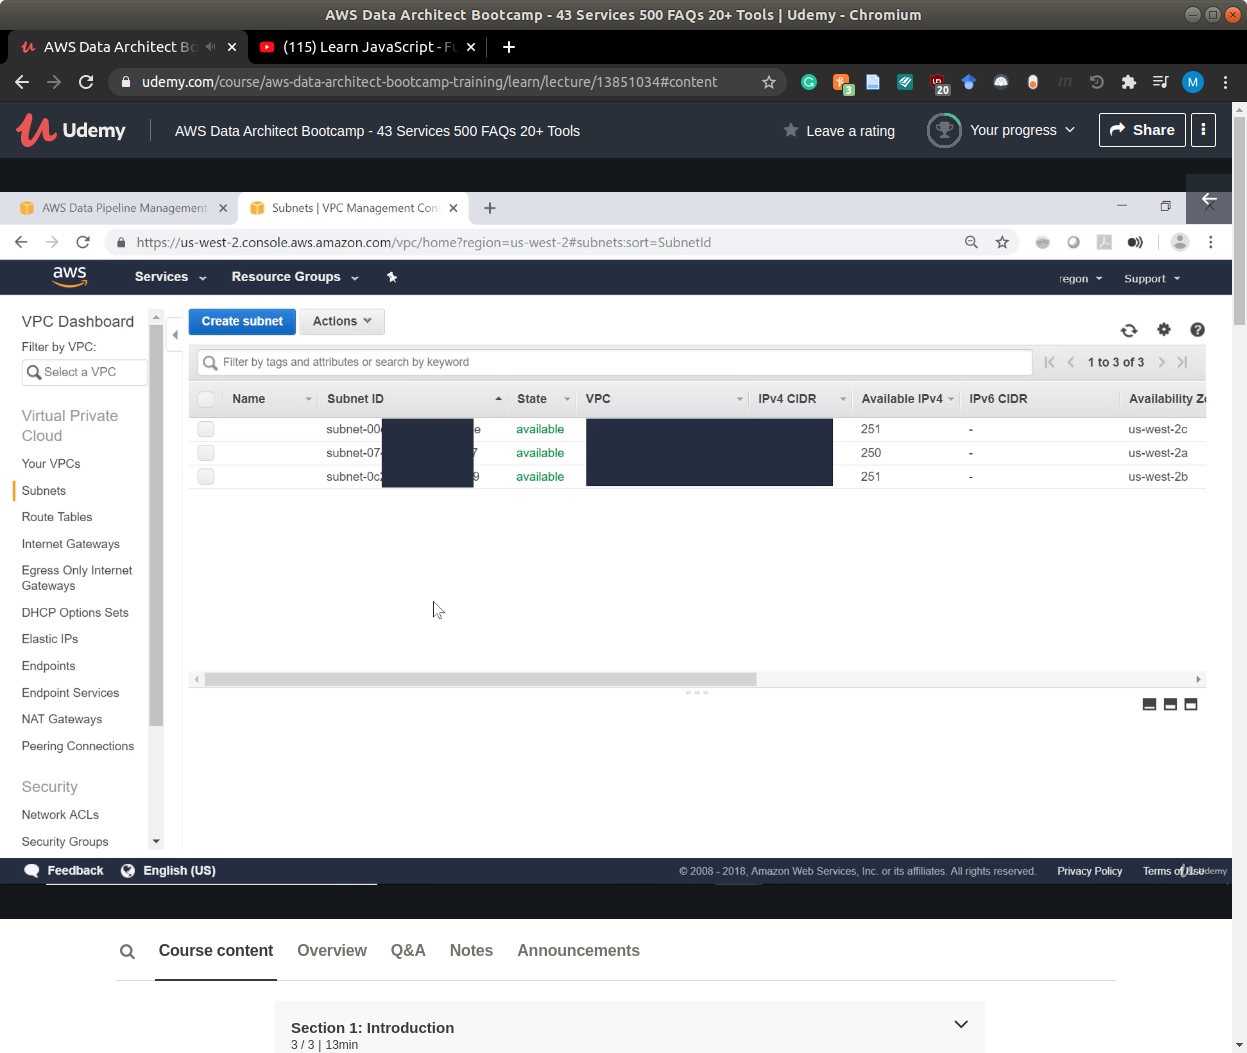 AWS Data Architect Bootcamp - 43 Services 500 FAQs 20+ Tools | Udemy - Chromium
AWS Data Architect Bo
(115) Learn JavaScript - Fu
udemy.com/course/aws-data-architect-bootcamp-training/learn/lecture/13851034#content
3
20
M
Udemy
AWS Data Architect Bootcamp - 43 Services 500 FAQs 20+ Tools
Leave a rating
Your progress
Share
AWS Data Pipeline Management
Subnets | VPC Management Con
https://us-west-2.console.aws.amazon.com/vpc/home?region=us-west-2#subnets:sort=SubnetId
aws
Services
Resource Groups
regon
Support
VPC Dashboard
Filter by VPC:
Select a VPC
Virtual Private
Cloud
Your VPCs
Subnets
Route Tables
Internet Gateways
Egress Only Internet
Gateways
DHCP Options Sets
Elastic IPs
Endpoints
Endpoint Services
NAT Gateways
Peering Connections
Security
Network ACLs
Security Groups
Create subnet
Actions
Filter by tags and attributes or search by keyword
1 to 3 of 3
Name Subnet ID State VPC IPv4 CIDR Available IPv4 IPv6 CIDR Availability Zo
subnet-00 e available 251 - us-west-2c
subnet-07 7 available 250 - us-west-2a
subnet-0c 9 available 251 - us-west-2b
Feedback
English (US)
© 2008 - 2018, Amazon Web Services, Inc. or its affiliates. All rights reserved.
Privacy Policy
Terms of Use
Udemy
Course content
Overview
Q&A
Notes
Announcements
Section 1: Introduction
3 / 3 | 13min